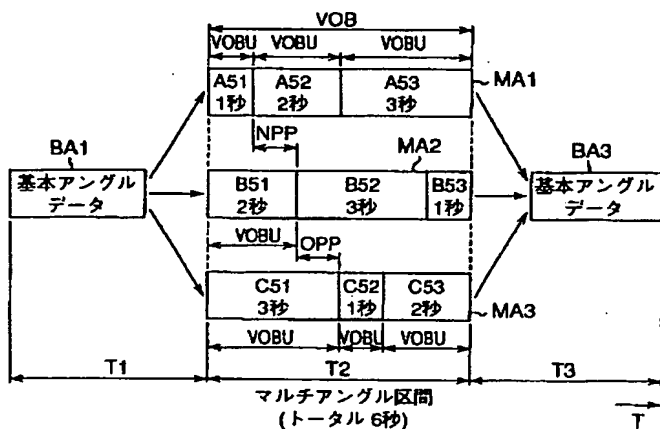 VOB
VOBU VOBU VOBU
A51 A52 A53
1秒 2秒 3秒
MA1
NPP
MA2
BA1
BA3
基本アングル
データ
B51 B52 B53
2秒 3秒 1秒
基本アングル
データ
VOBU
OPP
C51 C52 C53
3秒 1秒 2秒
MA3
VOBU VOBU VOBU
T1 T2 T3
マルチアングル区間
(トータル 6秒)
T